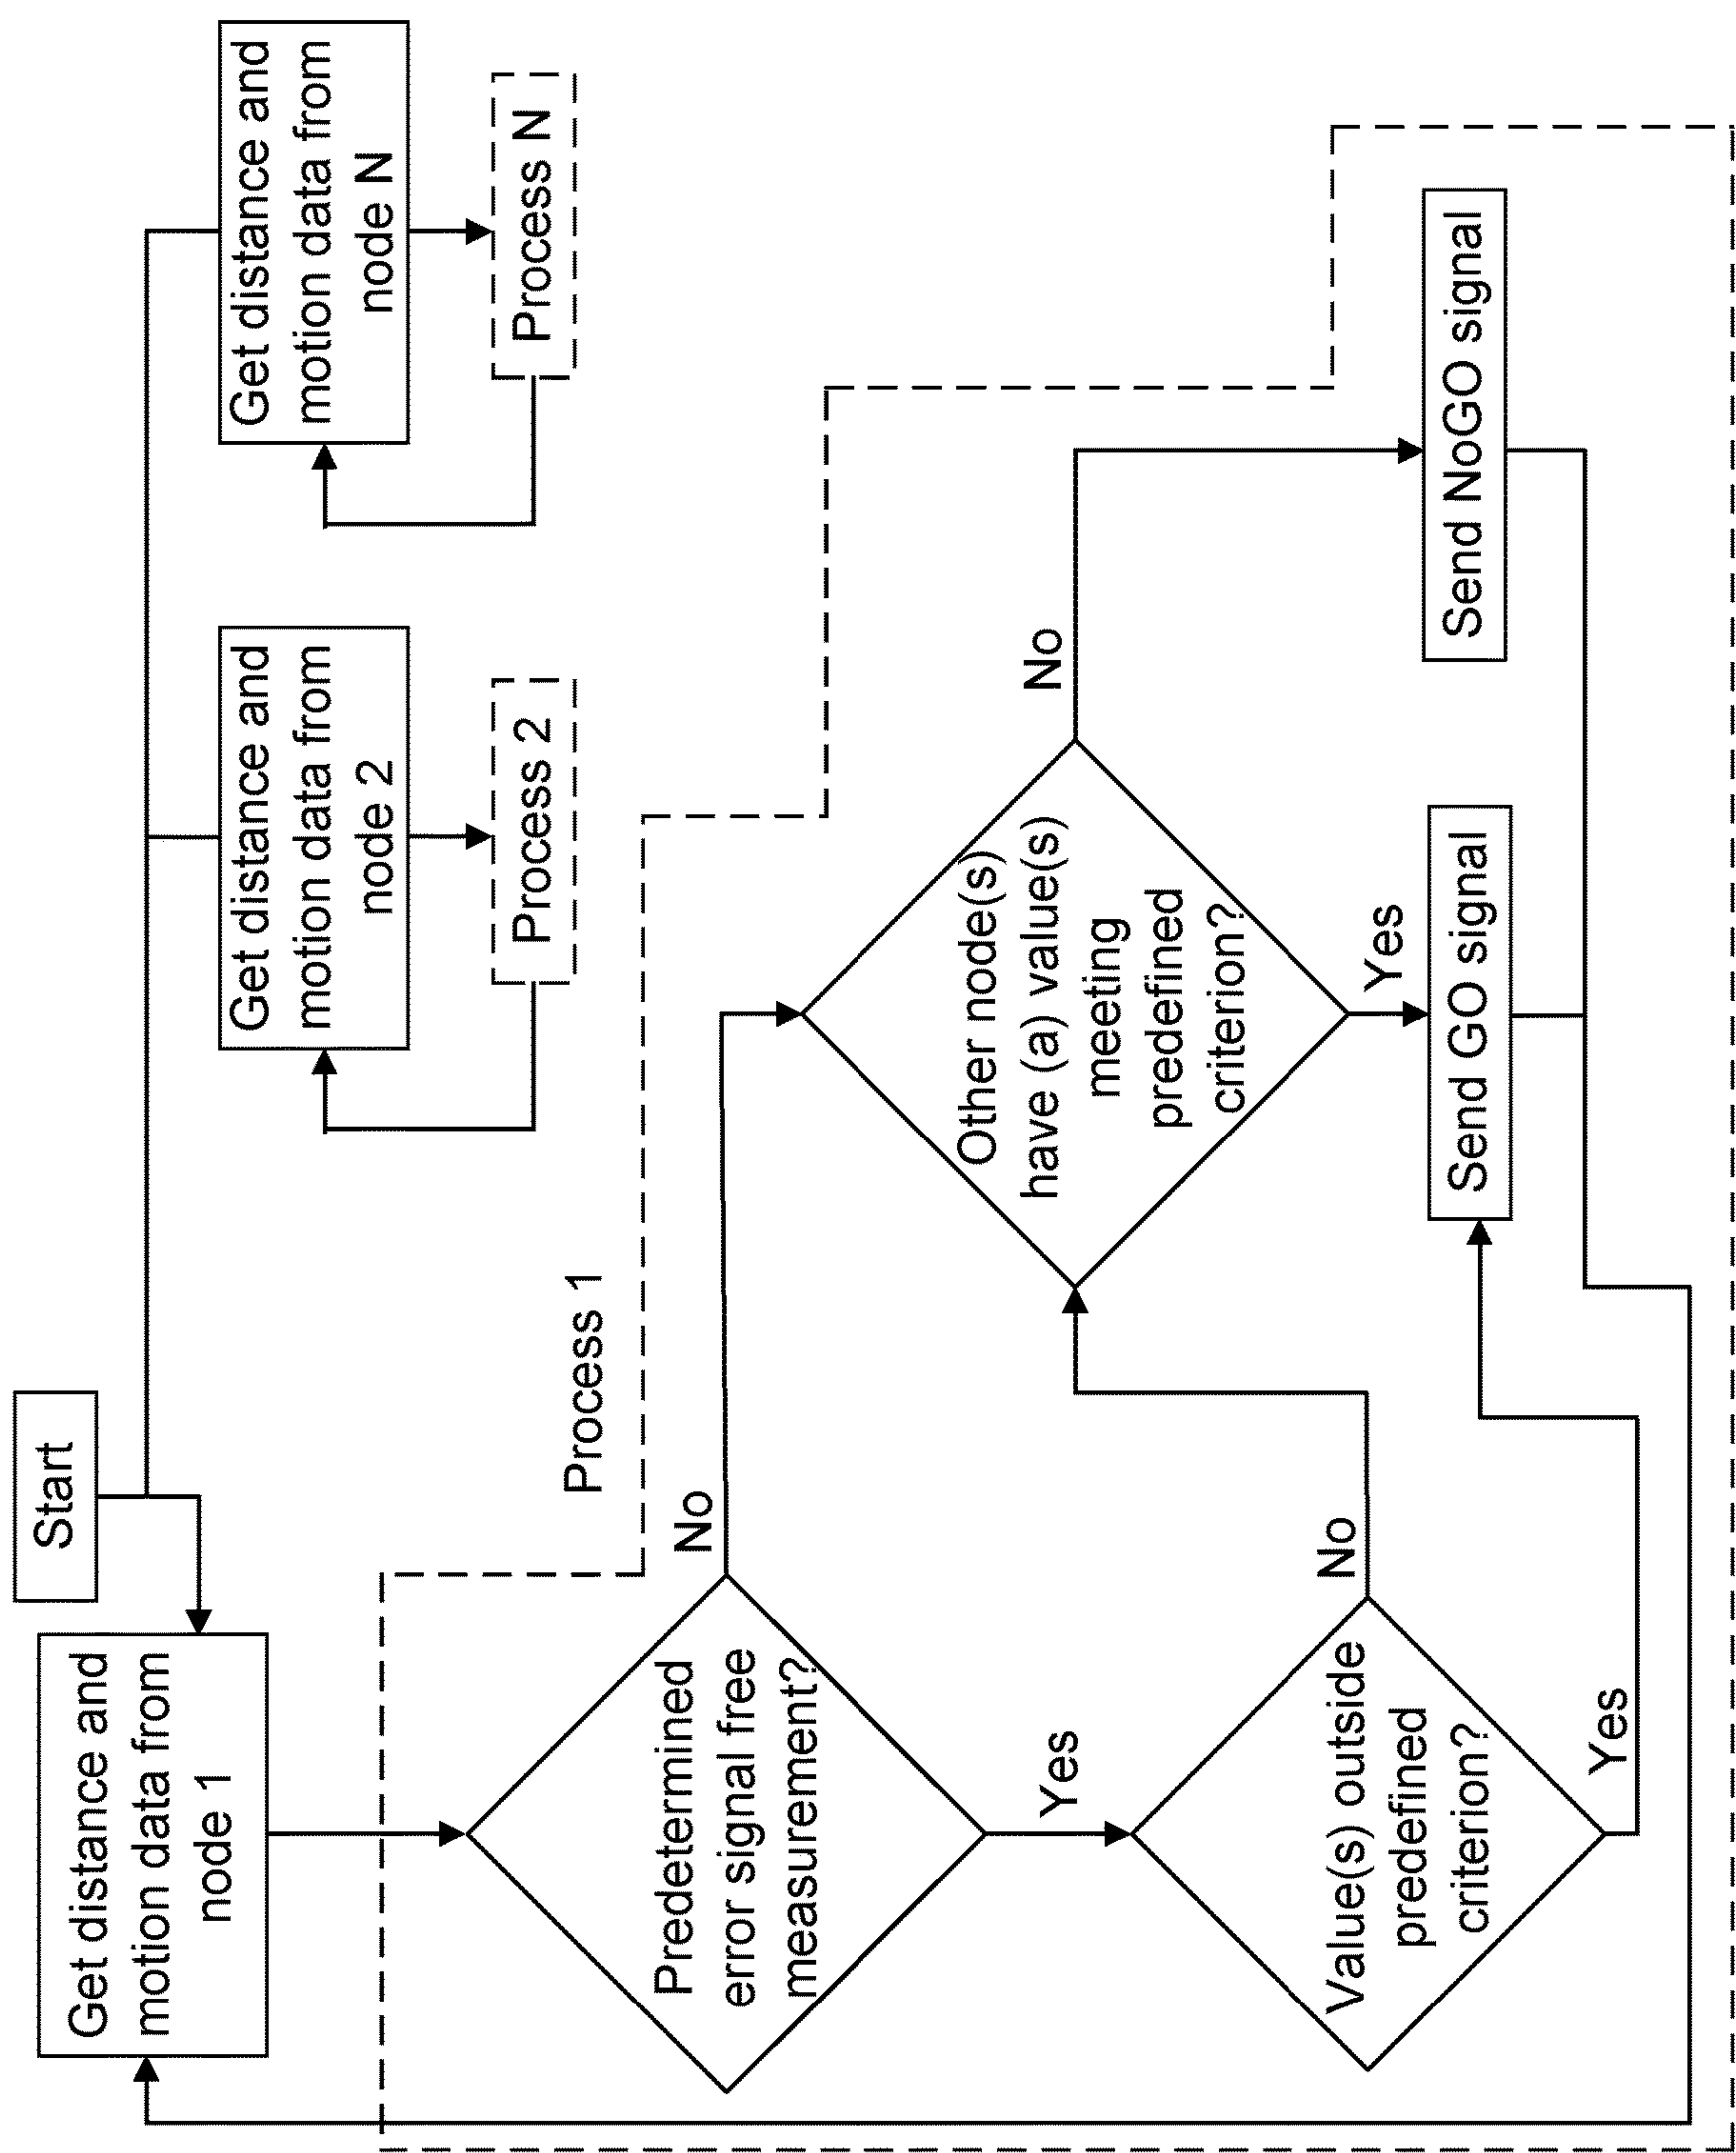 Start
Get distance and
motion data from
node 1
Get distance and
motion data from
node 2
Get distance and
motion data from
node N
Process 2
Process N
Process 1
Predetermined
error signal free
measurement?
No
Yes
Other node(s)
have (a) value(s)
meeting
predefined
criterion?
No
Yes
Value(s) outside
predefined
criterion?
No
Yes
Send GO signal
Send NoGO signal